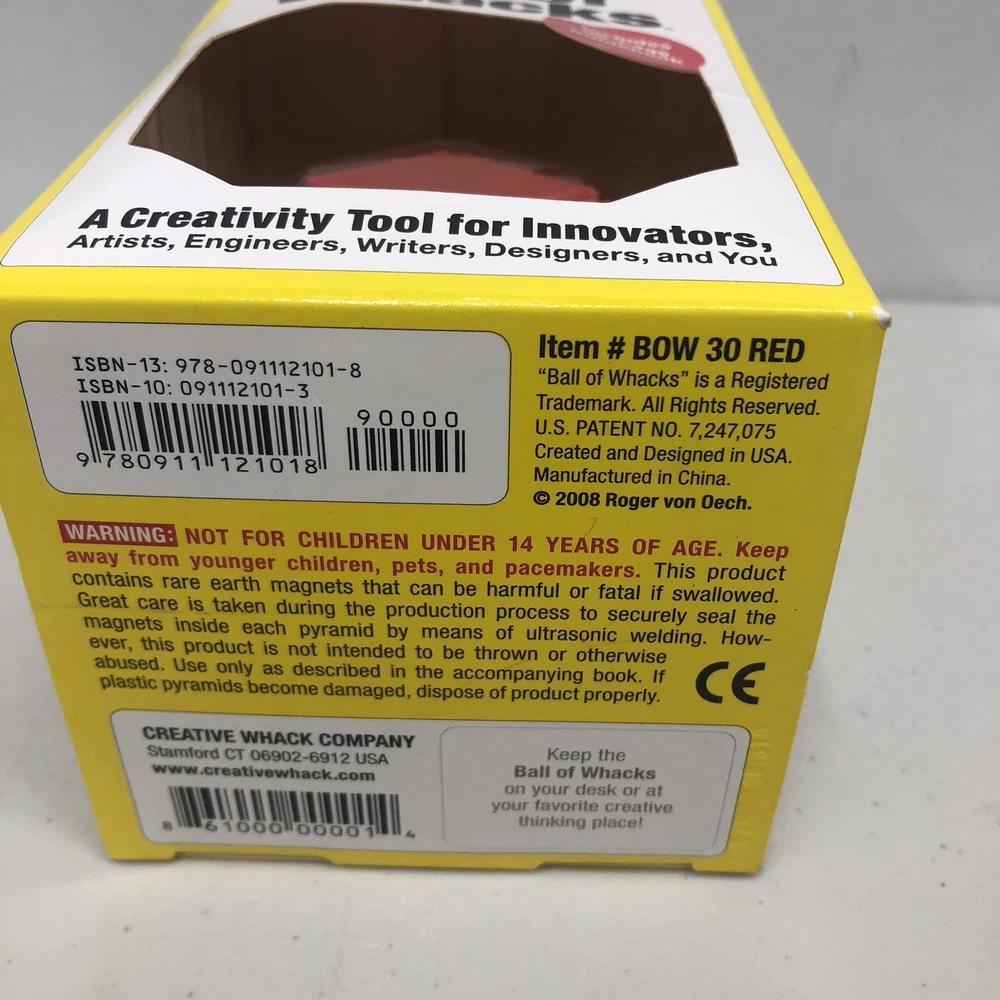 A Creativity Tool for Innovators,
Artists, Engineers, Writers, Designers, and You
ISBN-13: 978-091112101-8
ISBN-10: 091112101-3
90000
9 780911 121018
Item # BOW 30 RED
“Ball of Whacks” is a Registered
Trademark. All Rights Reserved.
U.S. PATENT NO. 7,247,075
Created and Designed in USA.
Manufactured in China.
© 2008 Roger von Oech.
WARNING: NOT FOR CHILDREN UNDER 14 YEARS OF AGE. Keep
away from younger children, pets, and pacemakers. This product
contains rare earth magnets that can be harmful or fatal if swallowed.
Great care is taken during the production process to securely seal the
magnets inside each pyramid by means of ultrasonic welding. How-
ever, this product is not intended to be thrown or otherwise
abused. Use only as described in the accompanying book. If
plastic pyramids become damaged, dispose of product properly.
CE
CREATIVE WHACK COMPANY
Stamford CT 06902-6912 USA
www.creativewhack.com
8 61000 00001 4
Keep the
Ball of Whacks
on your desk or at
your favorite creative
thinking place!